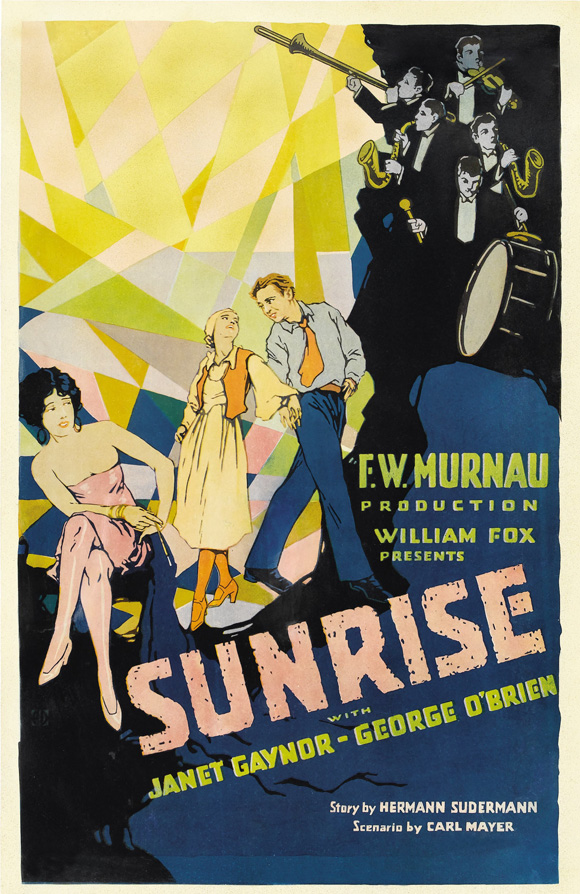 "F.W. MURNAU
PRODUCTION
WILLIAM FOX
PRESENTS
SUNRISE
WITH
JANET GAYNOR - GEORGE O'BRIEN
Story by HERMANN SUDERMANN
Scenario by CARL MAYER